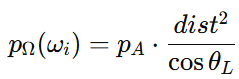 p_Ω(ω_i) = p_A · dist² / cos θ_L